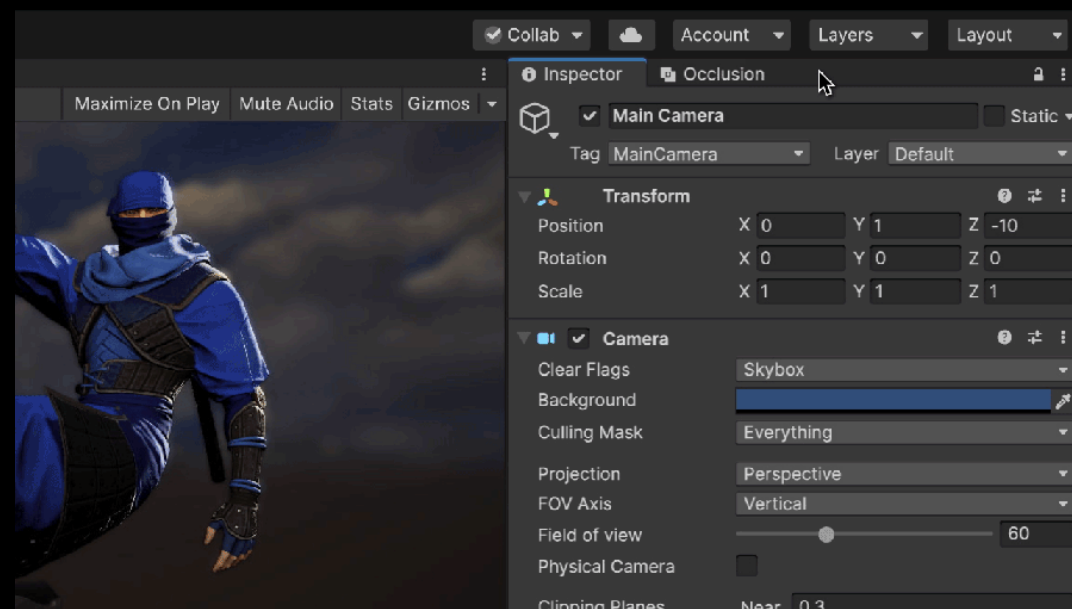 Collab Account Layers Layout
Inspector Occlusion
Maximize On Play Mute Audio Stats Gizmos
Main Camera Static
Tag MainCamera Layer Default
Transform
Position X 0 Y 1 Z -10
Rotation X 0 Y 0 Z 0
Scale X 1 Y 1 Z 1
Camera
Clear Flags Skybox
Background
Culling Mask Everything
Projection Perspective
FOV Axis Vertical
Field of view 60
Physical Camera
Clipping Planes Near 0.3